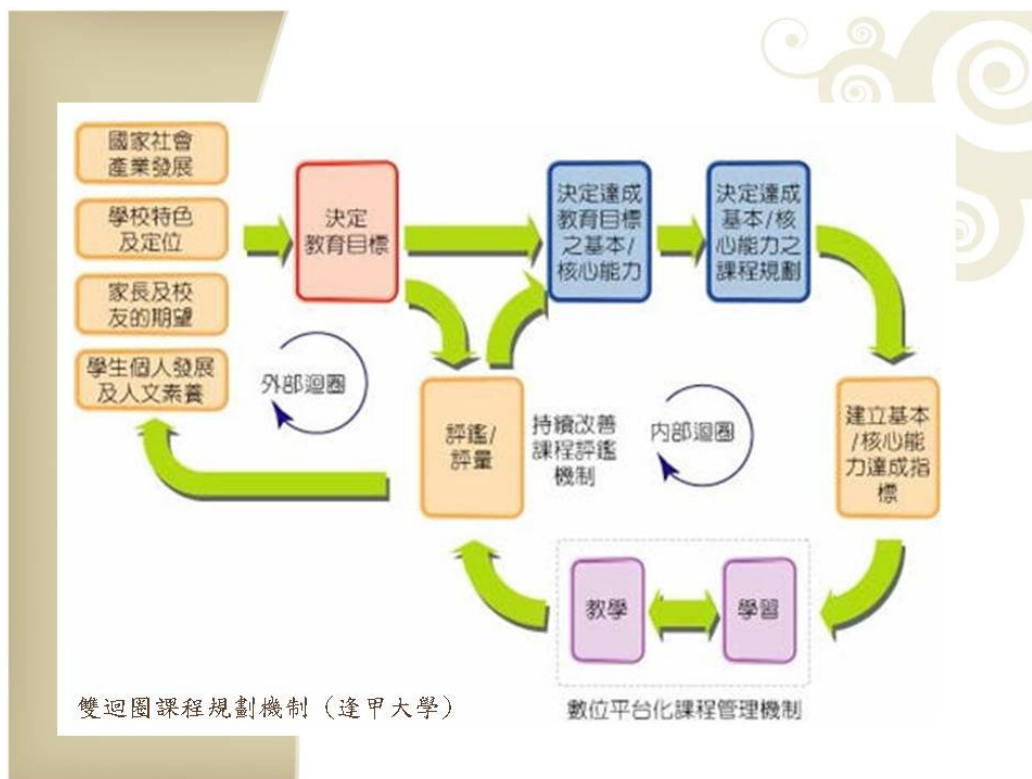 國家社會
產業發展
學校特色
及定位
家長及校
友的期望
學生個人發展
及人文素養
決定
教育目標
決定達成
教育目標
之基本/
核心能力
決定達成
基本/核
心能力之
課程規劃
外部迴圈
評鑑/
評量
持續改善
課程評鑑
機制
內部迴圈
建立基本
/核心能
力達成指
標
教學
學習
數位平台化課程管理機制
雙迴圈課程規劃機制（逢甲大學）